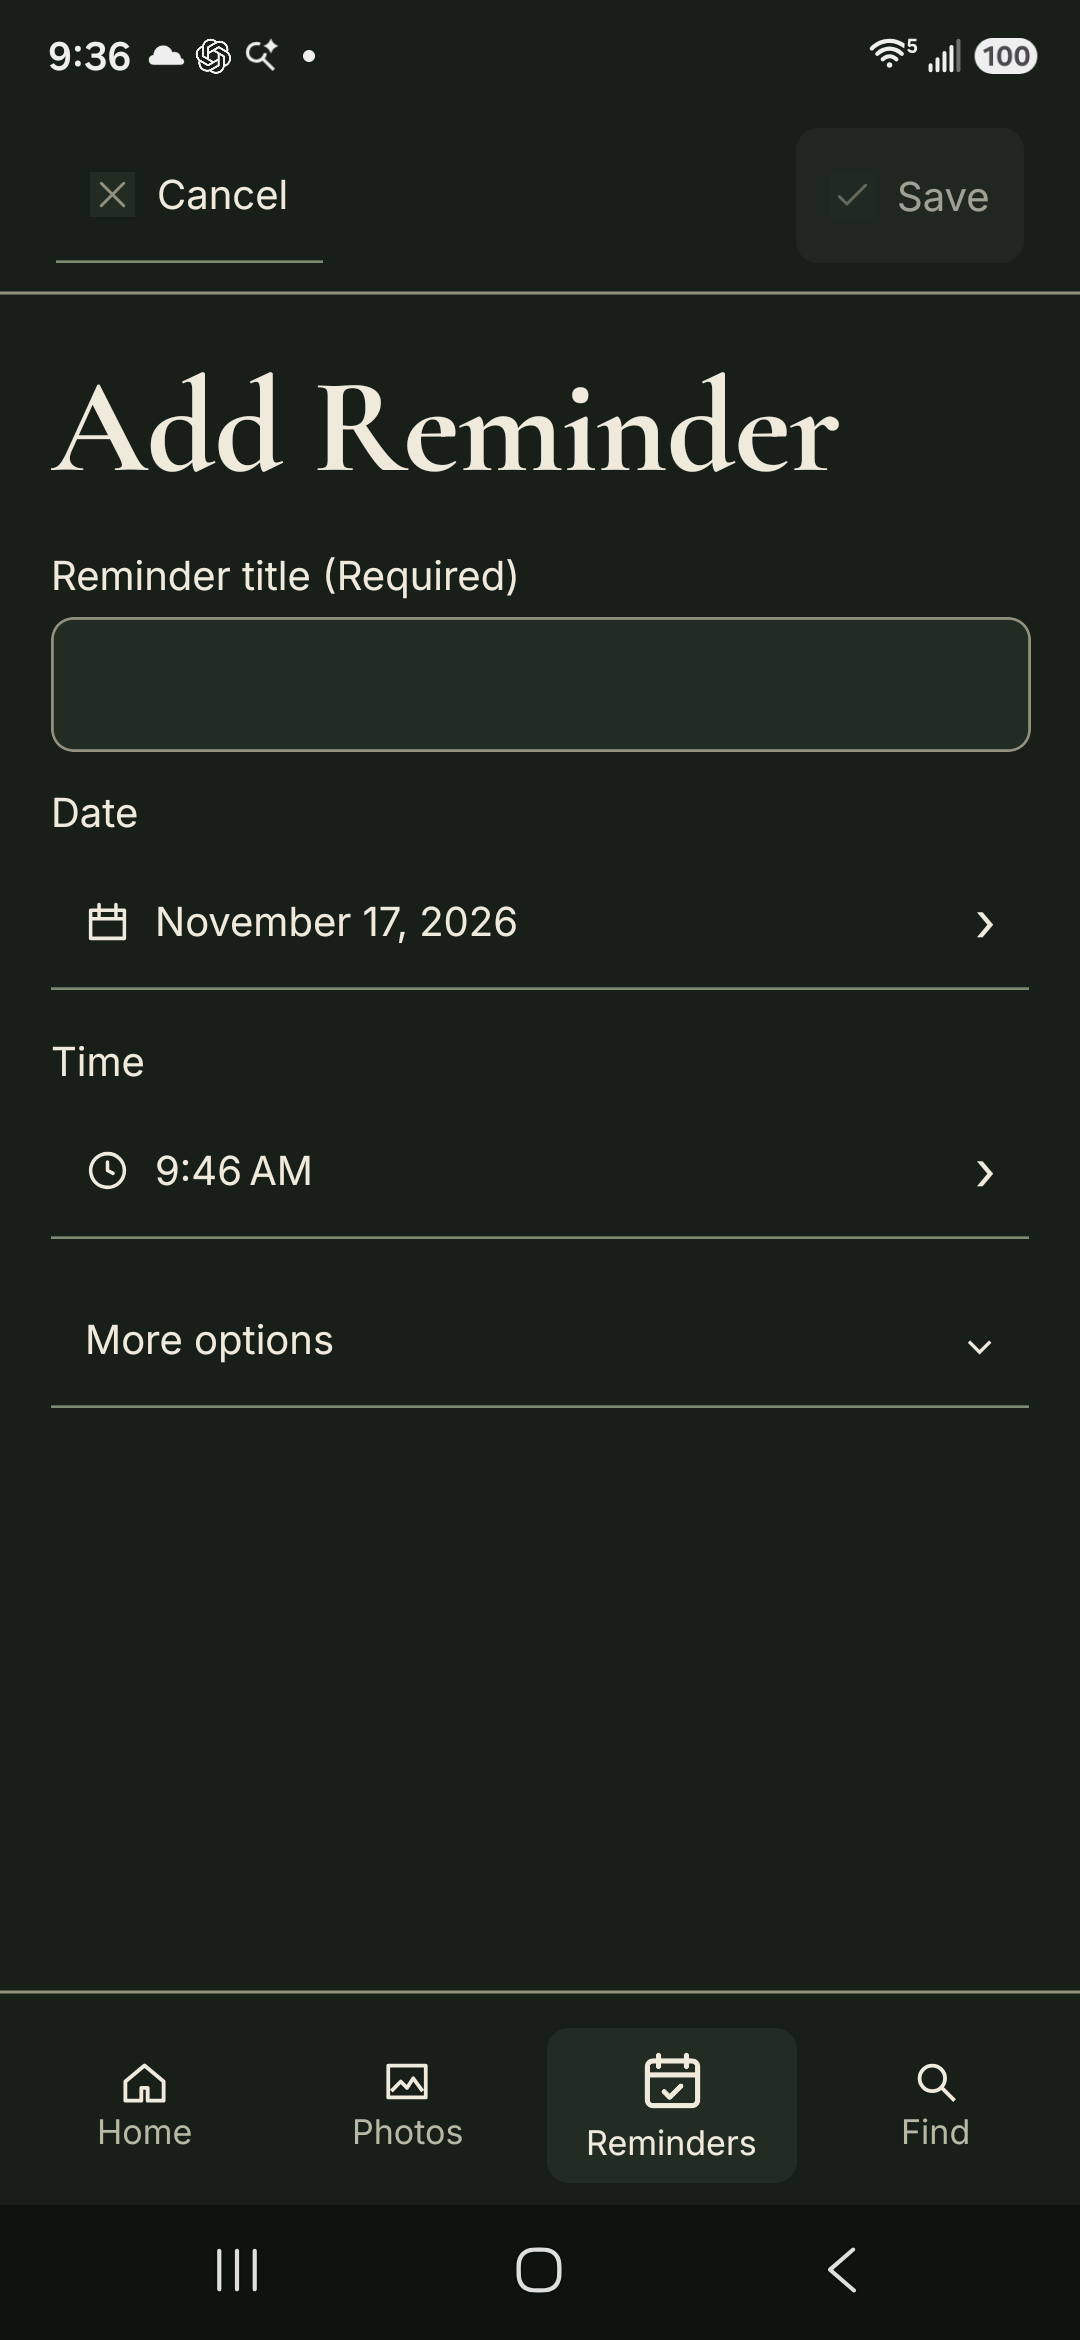 9:36
5
100
Cancel
Save
Add Reminder
Reminder title (Required)
Date
November 17, 2026
Time
9:46 AM
More options
Home
Photos
Reminders
Find